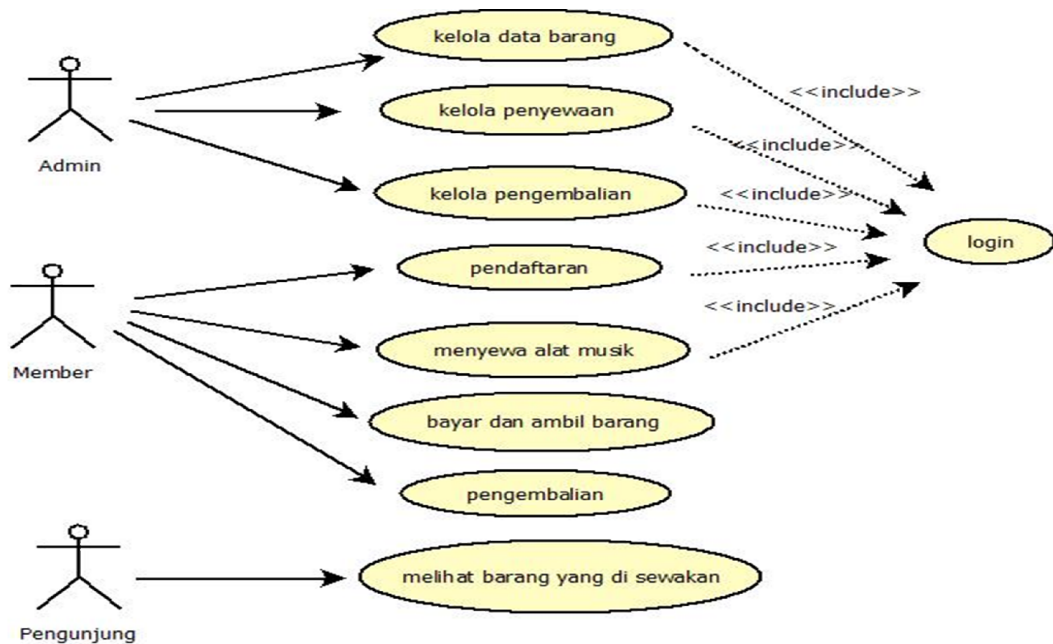 kelola data barang
<<include>>
kelola penyewaan
Admin
<<include>>
kelola pengembalian
<<include>>
login
pendaftaran
<<include>>
<<include>>
menyewa alat musik
Member
bayar dan ambil barang
pengembalian
melihat barang yang di sewakan
Pengunjung